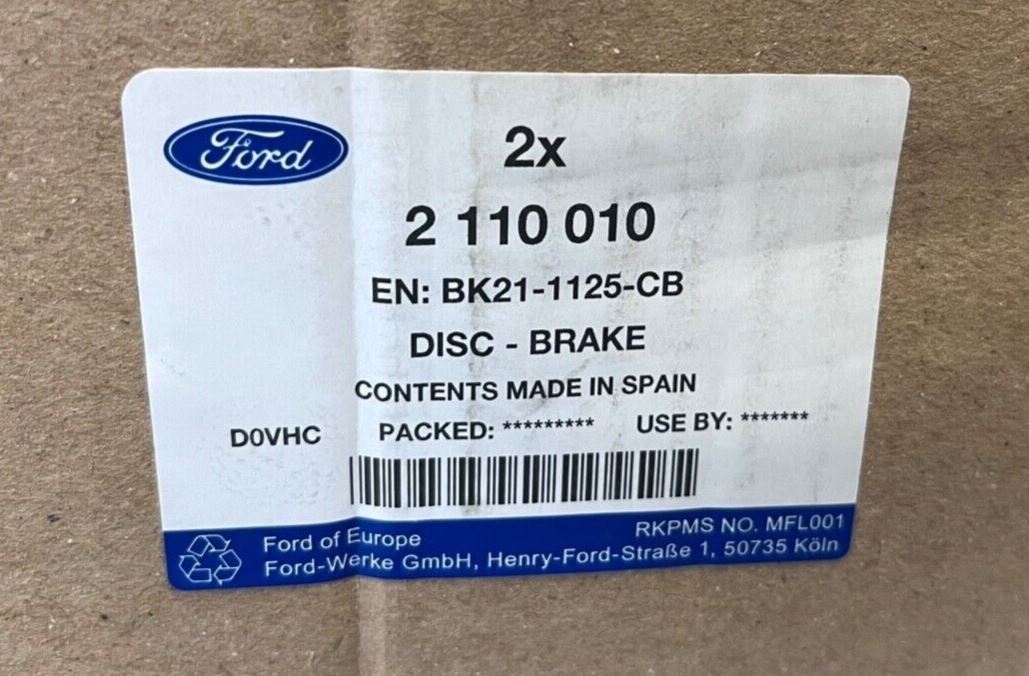 Ford
2x
2 110 010
EN: BK21-1125-CB
DISC - BRAKE
CONTENTS MADE IN SPAIN
D0VHC PACKED: ********* USE BY: *******
RKPMS NO. MFL001
Ford of Europe
Ford-Werke GmbH, Henry-Ford-Straße 1, 50735 Köln